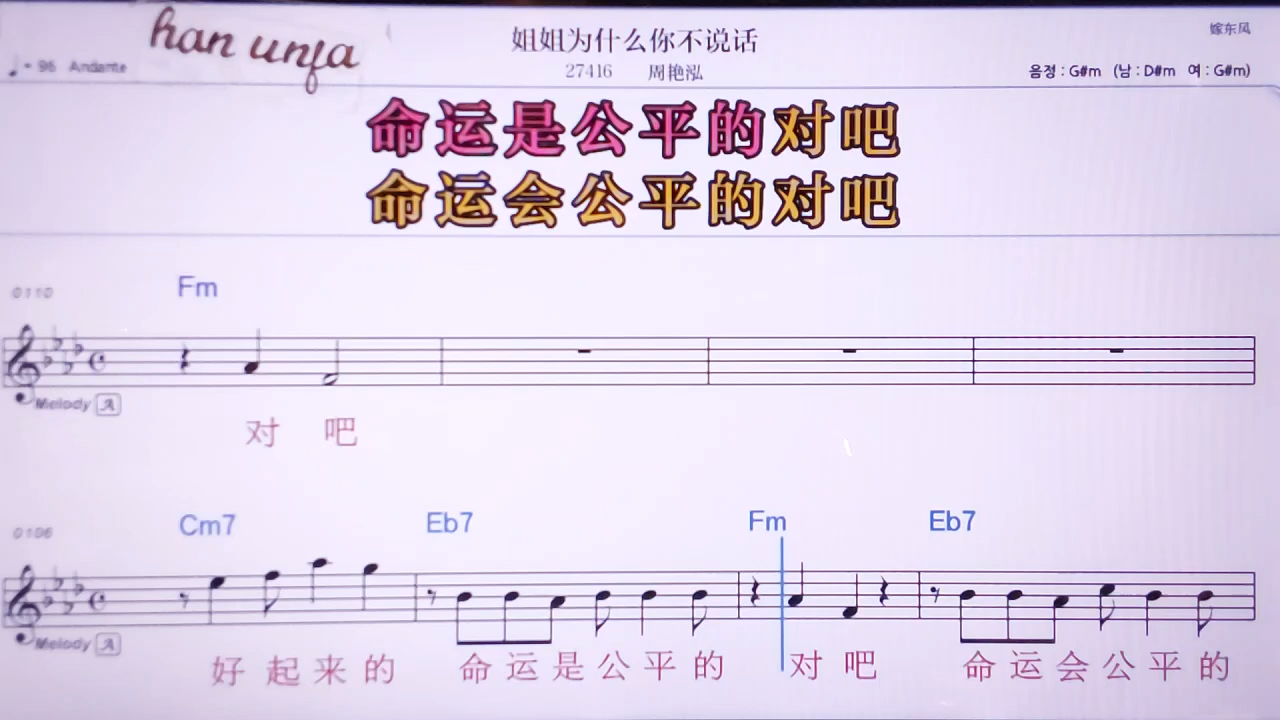 han unfa
姐姐为什么你不说话
嫁东风
♩= 96 Andante
27416 周艳泓
음정 : G#m (남 : D#m 여 : G#m)
命运是公平的对吧
命运会公平的对吧
0110
Fm
Melody A
对 吧
0106
Cm7 Eb7 Fm Eb7
Melody A
好起来的 命运是公平的 对吧 命运会公平的